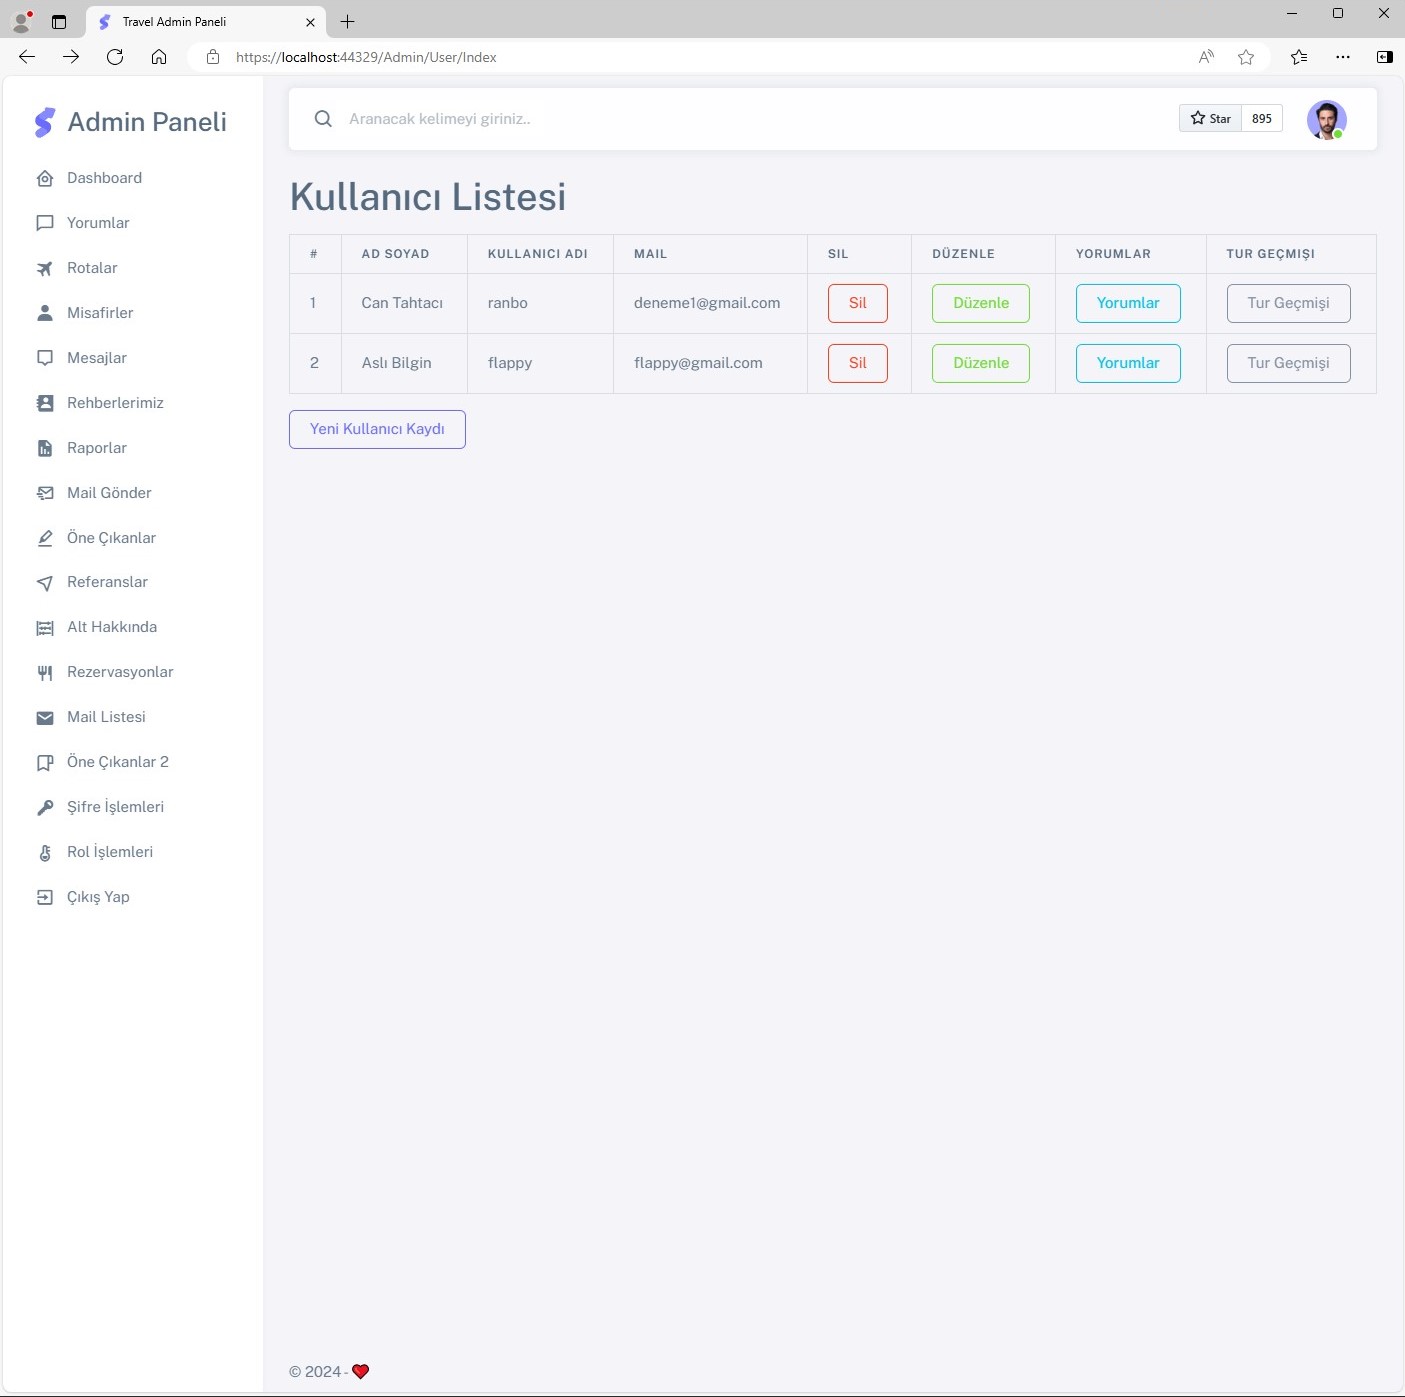 Travel Admin Paneli
https://localhost:44329/Admin/User/Index
Admin Paneli
Dashboard
Yorumlar
Rotalar
Misafirler
Mesajlar
Rehberlerimiz
Raporlar
Mail Gönder
Öne Çıkanlar
Referanslar
Alt Hakkında
Rezervasyonlar
Mail Listesi
Öne Çıkanlar 2
Şifre İşlemleri
Rol İşlemleri
Çıkış Yap
Aranacak kelimeyi giriniz..
Star 895
Kullanıcı Listesi
# AD SOYAD KULLANICI ADI MAIL SIL DÜZENLE YORUMLAR TUR GEÇMIŞI
1 Can Tahtacı ranbo deneme1@gmail.com Sil Düzenle Yorumlar Tur Geçmişi
2 Aslı Bilgin flappy flappy@gmail.com Sil Düzenle Yorumlar Tur Geçmişi
Yeni Kullanıcı Kaydı
© 2024 - ❤️